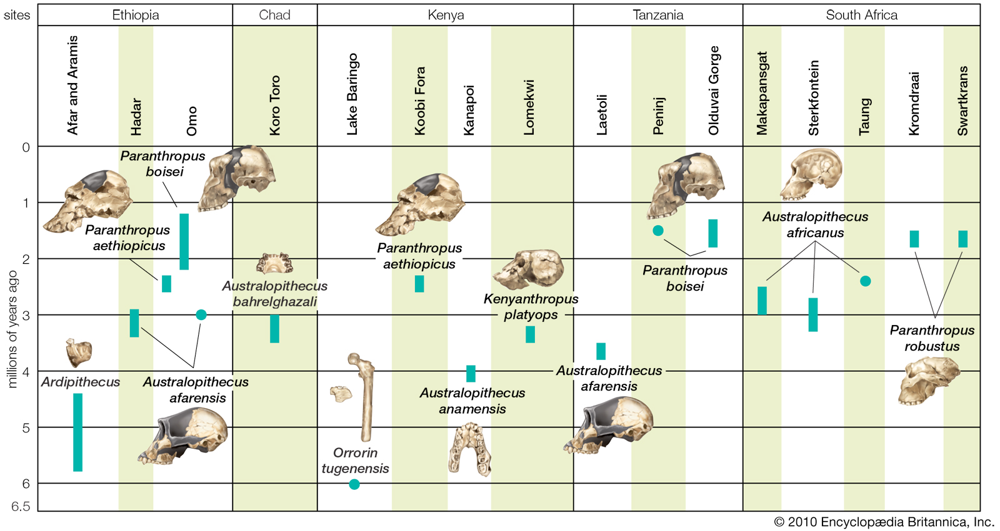 sites
Ethiopia
Chad
Kenya
Tanzania
South Africa
Afar and Aramis
Hadar
Omo
Koro Toro
Lake Baringo
Koobi Fora
Kanapoi
Lomekwi
Laetoli
Peninj
Olduvai Gorge
Makapansgat
Sterkfontein
Taung
Kromdraai
Swartkrans
millions of years ago
0
1
2
3
4
5
6
6.5
Paranthropus
boisei
Paranthropus
aethiopicus
Ardipithecus
Australopithecus
afarensis
Australopithecus
bahrelghazali
Orrorin
tugenensis
Paranthropus
aethiopicus
Australopithecus
anamensis
Kenyanthropus
platyops
Australopithecus
afarensis
Paranthropus
boisei
Australopithecus
africanus
Paranthropus
robustus
© 2010 Encyclopædia Britannica, Inc.